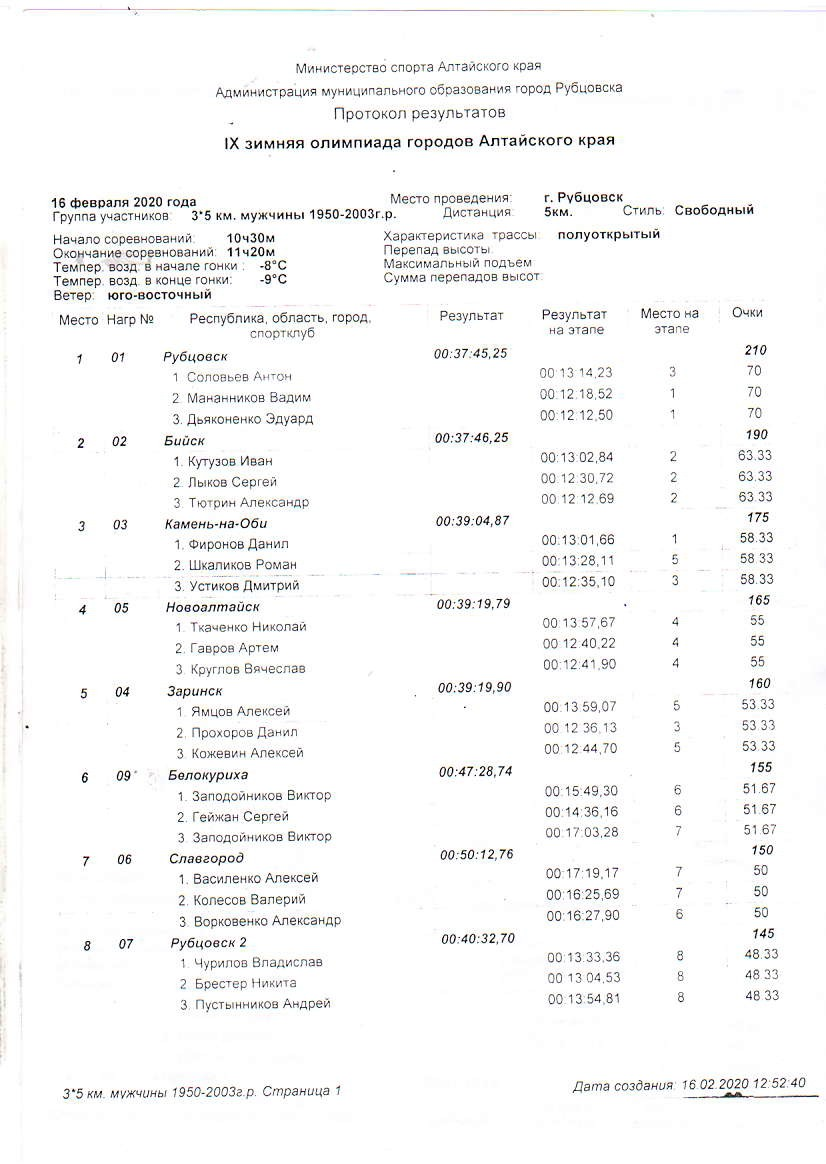 Министерство спорта Алтайского края
Администрация муниципального образования город Рубцовска
Протокол результатов
IX зимняя олимпиада городов Алтайского края
16 февраля 2020 года Место проведения: г. Рубцовск
Группа участников: 3*5 км. мужчины 1950-2003г.р. Дистанция: 5км. Стиль: Свободный
Начало соревнований: 10ч30м Характеристика трассы: полуоткрытый
Окончание соревнований: 11ч20м Перепад высоты:
Темпер. возд. в начале гонки : -8°C Максимальный подъем
Темпер. возд. в конце гонки: -9°C Сумма перепадов высот:
Ветер: юго-восточный
Место Нагр № Республика, область, город, Результат Результат Место на Очки
спортклуб на этапе этапе
1 01 Рубцовск 00:37:45,25 210
1 Соловьев Антон 00:13:14,23 3 70
2. Мананников Вадим 00:12:18,52 1 70
3. Дьяконенко Эдуард 00:12:12,50 1 70
2 02 Бийск 00:37:46,25 190
1. Кутузов Иван 00:13:02,84 2 63.33
2. Лыков Сергей 00:12:30,72 2 63.33
3. Тютрин Александр 00:12:12.69 2 63.33
3 03 Камень-на-Оби 00:39:04,87 175
1. Фиронов Данил 00:13:01,66 1 58.33
2. Шкаликов Роман 00:13:28,11 5 58.33
3. Устиков Дмитрий 00:12:35,10 3 58.33
4 05 Новоалтайск 00:39:19,79 165
1. Ткаченко Николай 00:13:57,67 4 55
2. Гавров Артем 00:12:40,22 4 55
3. Круглов Вячеслав 00:12:41,90 4 55
5 04 Заринск 00:39:19,90 160
1. Ямцов Алексей 00:13:59,07 5 53.33
2. Прохоров Данил 00:12:36,13 3 53.33
3. Кожевин Алексей 00:12:44,70 5 53.33
6 09 Белокуриха 00:47:28,74 155
1. Заподойников Виктор 00:15:49,30 6 51.67
2. Гейжан Сергей 00:14:36,16 6 51.67
3. Заподойников Виктор 00:17:03,28 7 51.67
7 06 Славгород 00:50:12,76 150
1. Василенко Алексей 00:17:19,17 7 50
2. Колесов Валерий 00:16:25,69 7 50
3. Ворковенко Александр 00:16:27,90 6 50
8 07 Рубцовск 2 00:40:32,70 145
1. Чурилов Владислав 00:13:33,36 8 48.33
2 Брестер Никита 00:13:04,53 8 48.33
3. Пустынников Андрей 00:13:54,81 8 48.33
3*5 км. мужчины 1950-2003г.р. Страница 1 Дата создания: 16.02.2020 12:52:40